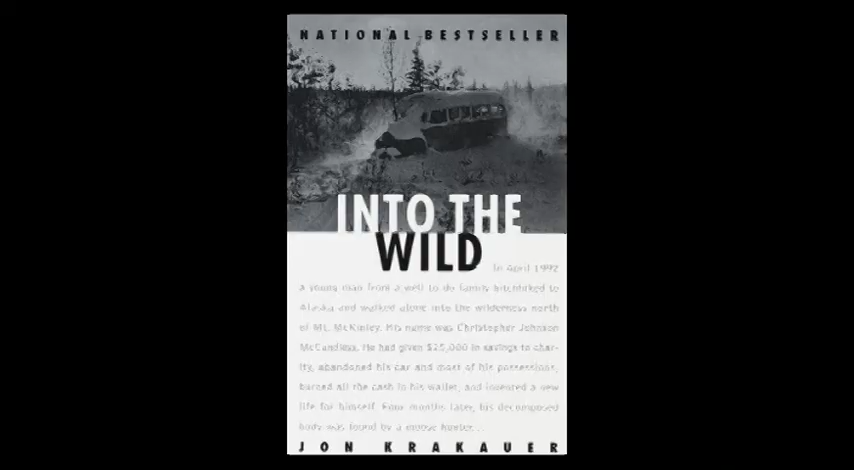 NATIONAL BESTSELLER
INTO THE
WILD
In April 1992
a young man from a well to do family hitchhiked to
Alaska and walked alone into the wilderness north
of Mt. McKinley. His name was Christopher Johnson
McCandless. He had given $25,000 in savings to char-
ity, abandoned his car and most of his possessions,
burned all the cash in his wallet, and invented a new
life for himself. Four months later, his decomposed
body was found by a moose hunter...
JON KRAKAUER